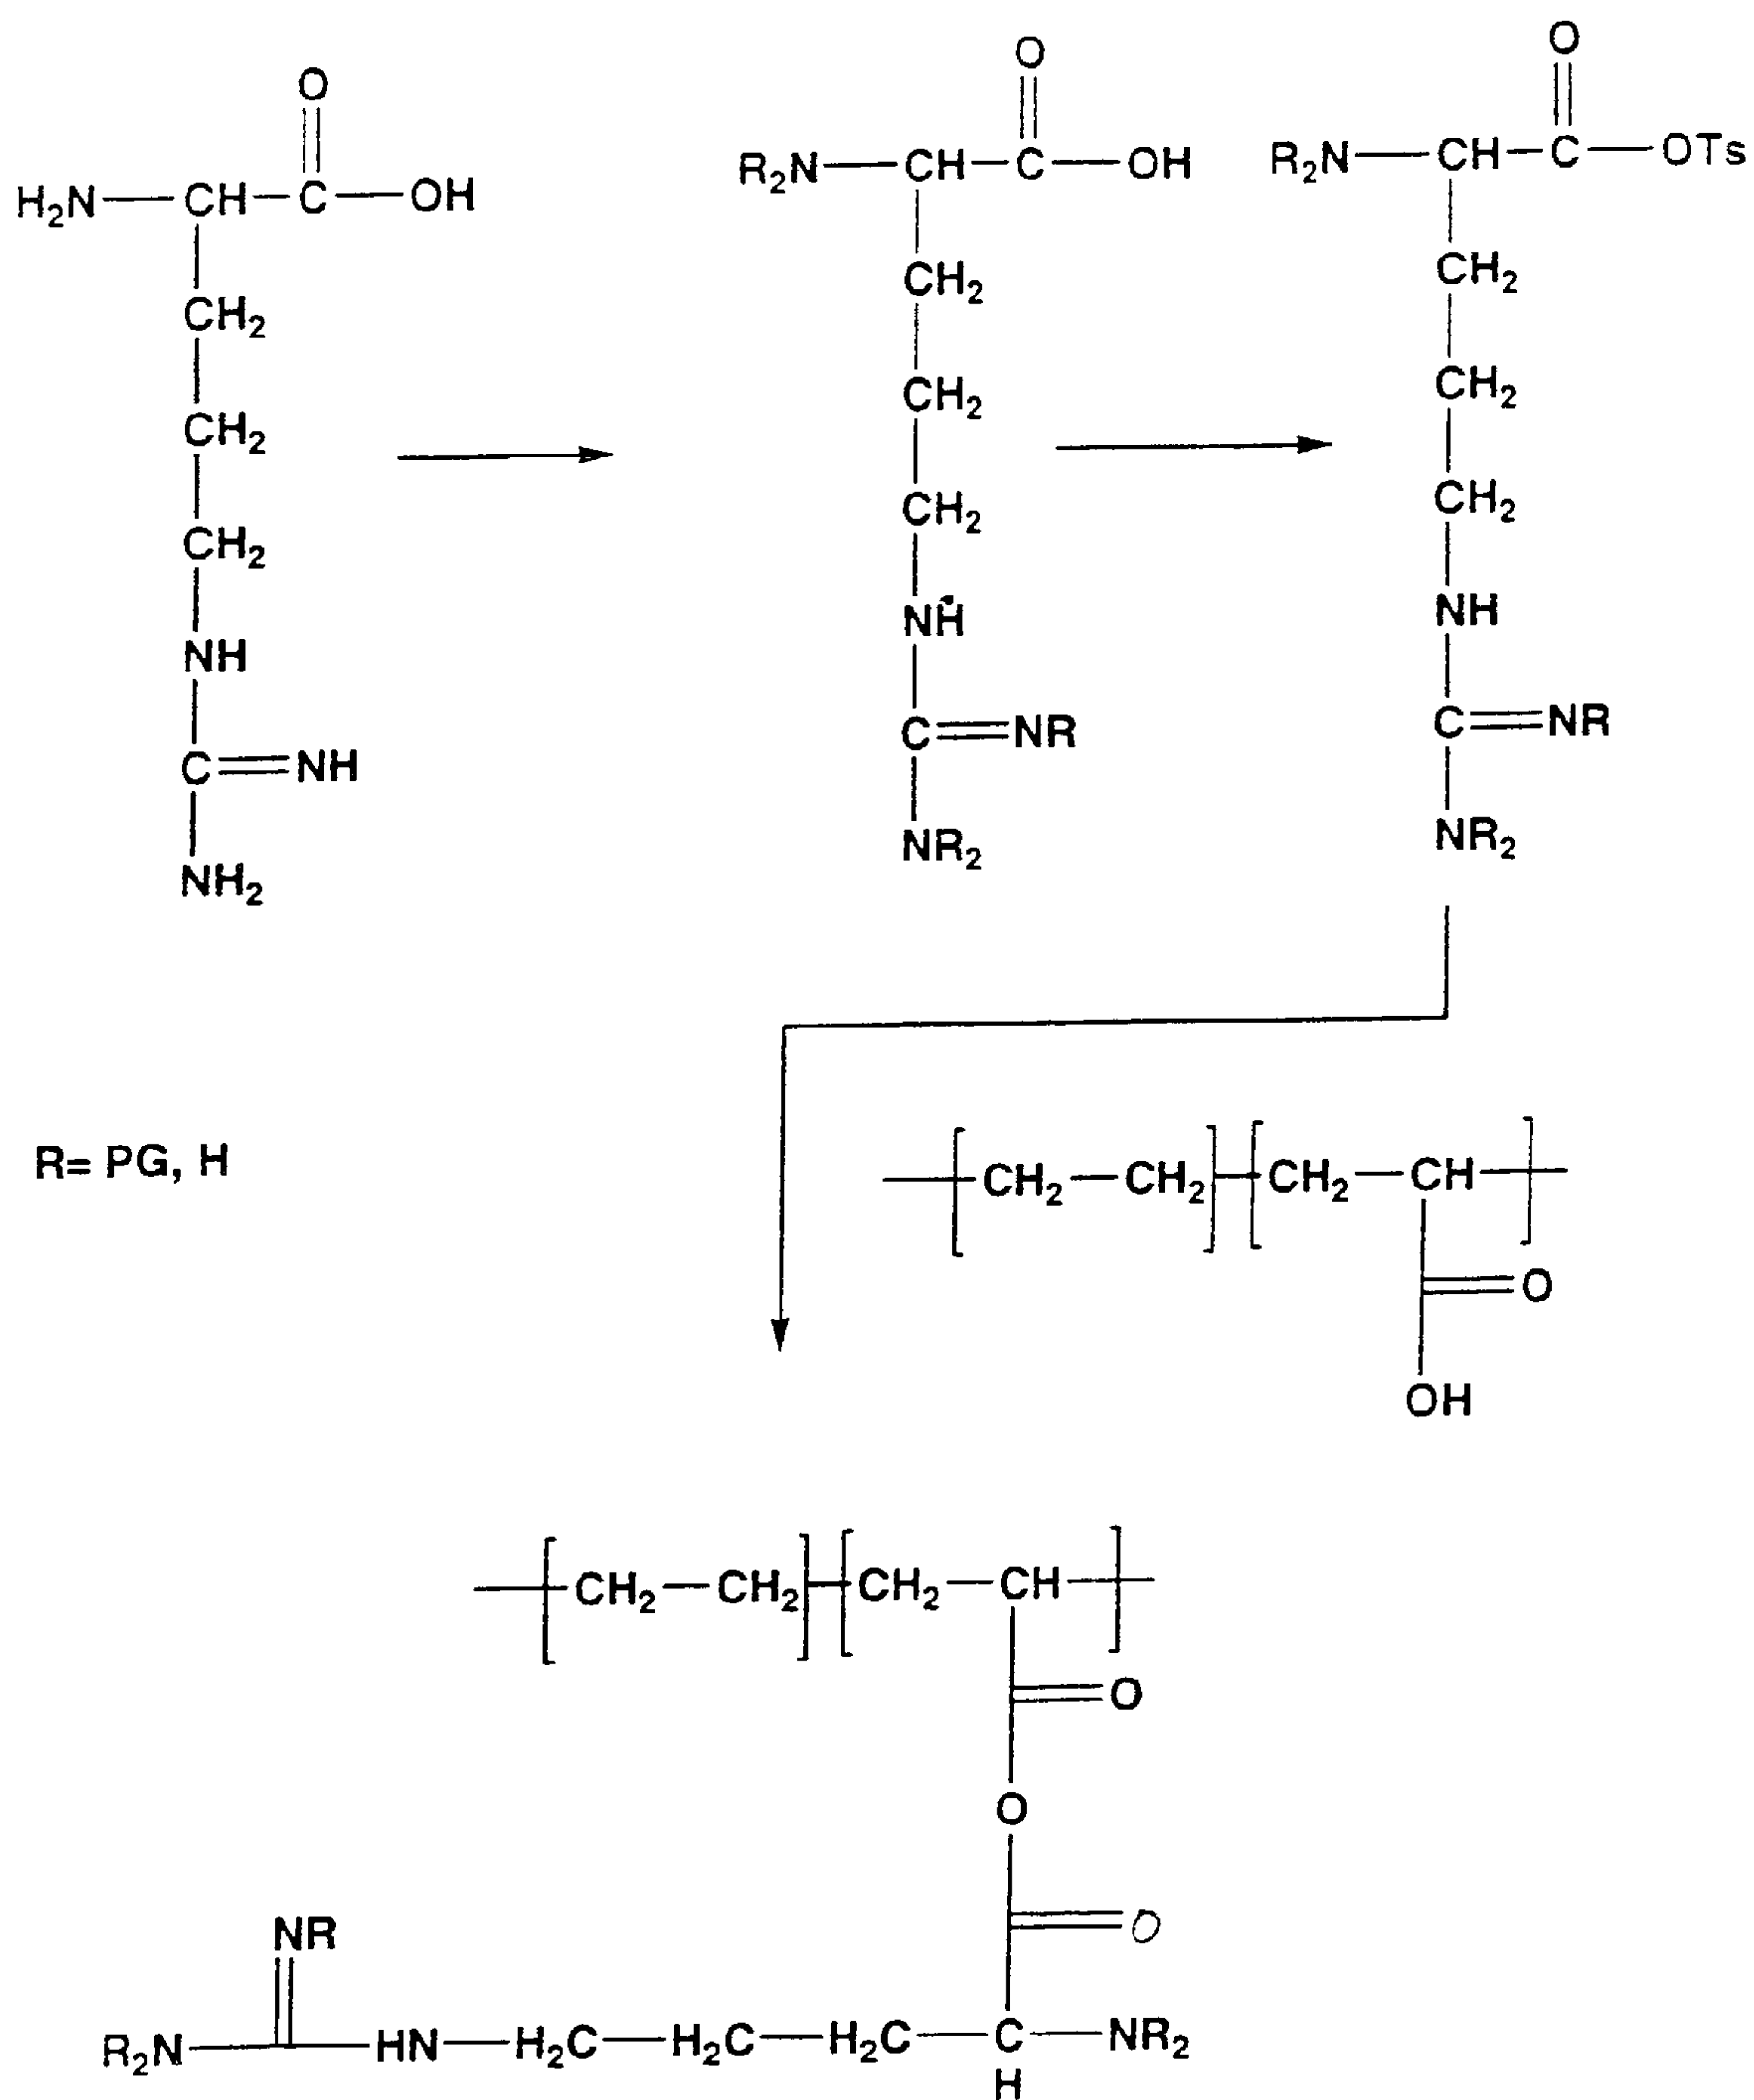 O O O
H₂N—CH—C—OH R₂N—CH—C—OH R₂N—CH—C—OTs
CH₂ CH₂ CH₂
CH₂ CH₂ CH₂
CH₂ CH₂ CH₂
NH NH NH
C=NH C=NR C=NR
NH₂ NR₂ NR₂
R= PG, H
CH₂—CH₂ CH₂—CH
O
OH
CH₂—CH₂ CH₂—CH
O
O
O
NR
R₂N HN—H₂C—H₂C—H₂C—C—NR₂
H